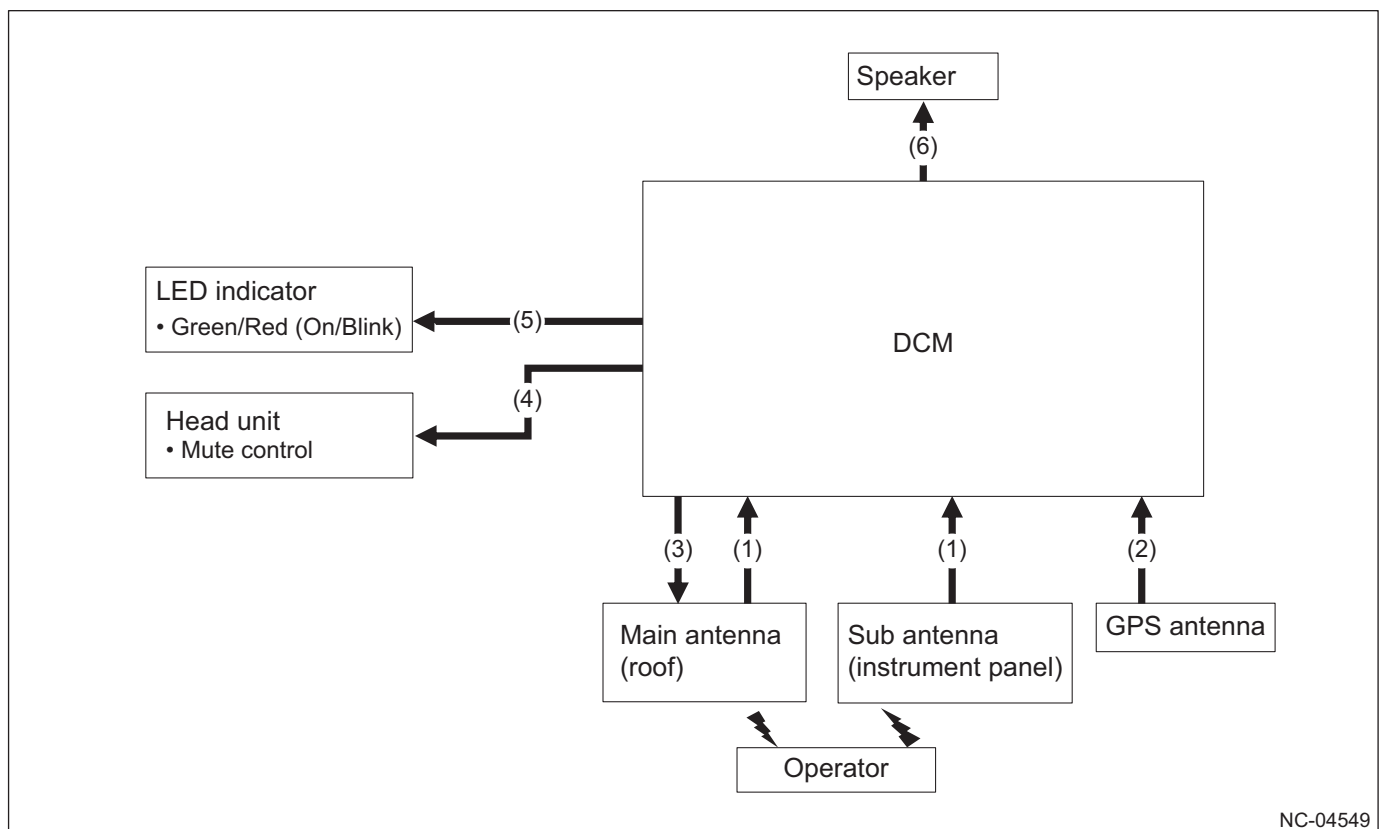 Speaker
(6)
LED indicator
• Green/Red (On/Blink)
(5)
DCM
(4)
Head unit
• Mute control
(3)
(1)
(1)
(2)
Main antenna
(roof)
Sub antenna
(instrument panel)
GPS antenna
Operator
NC-04549